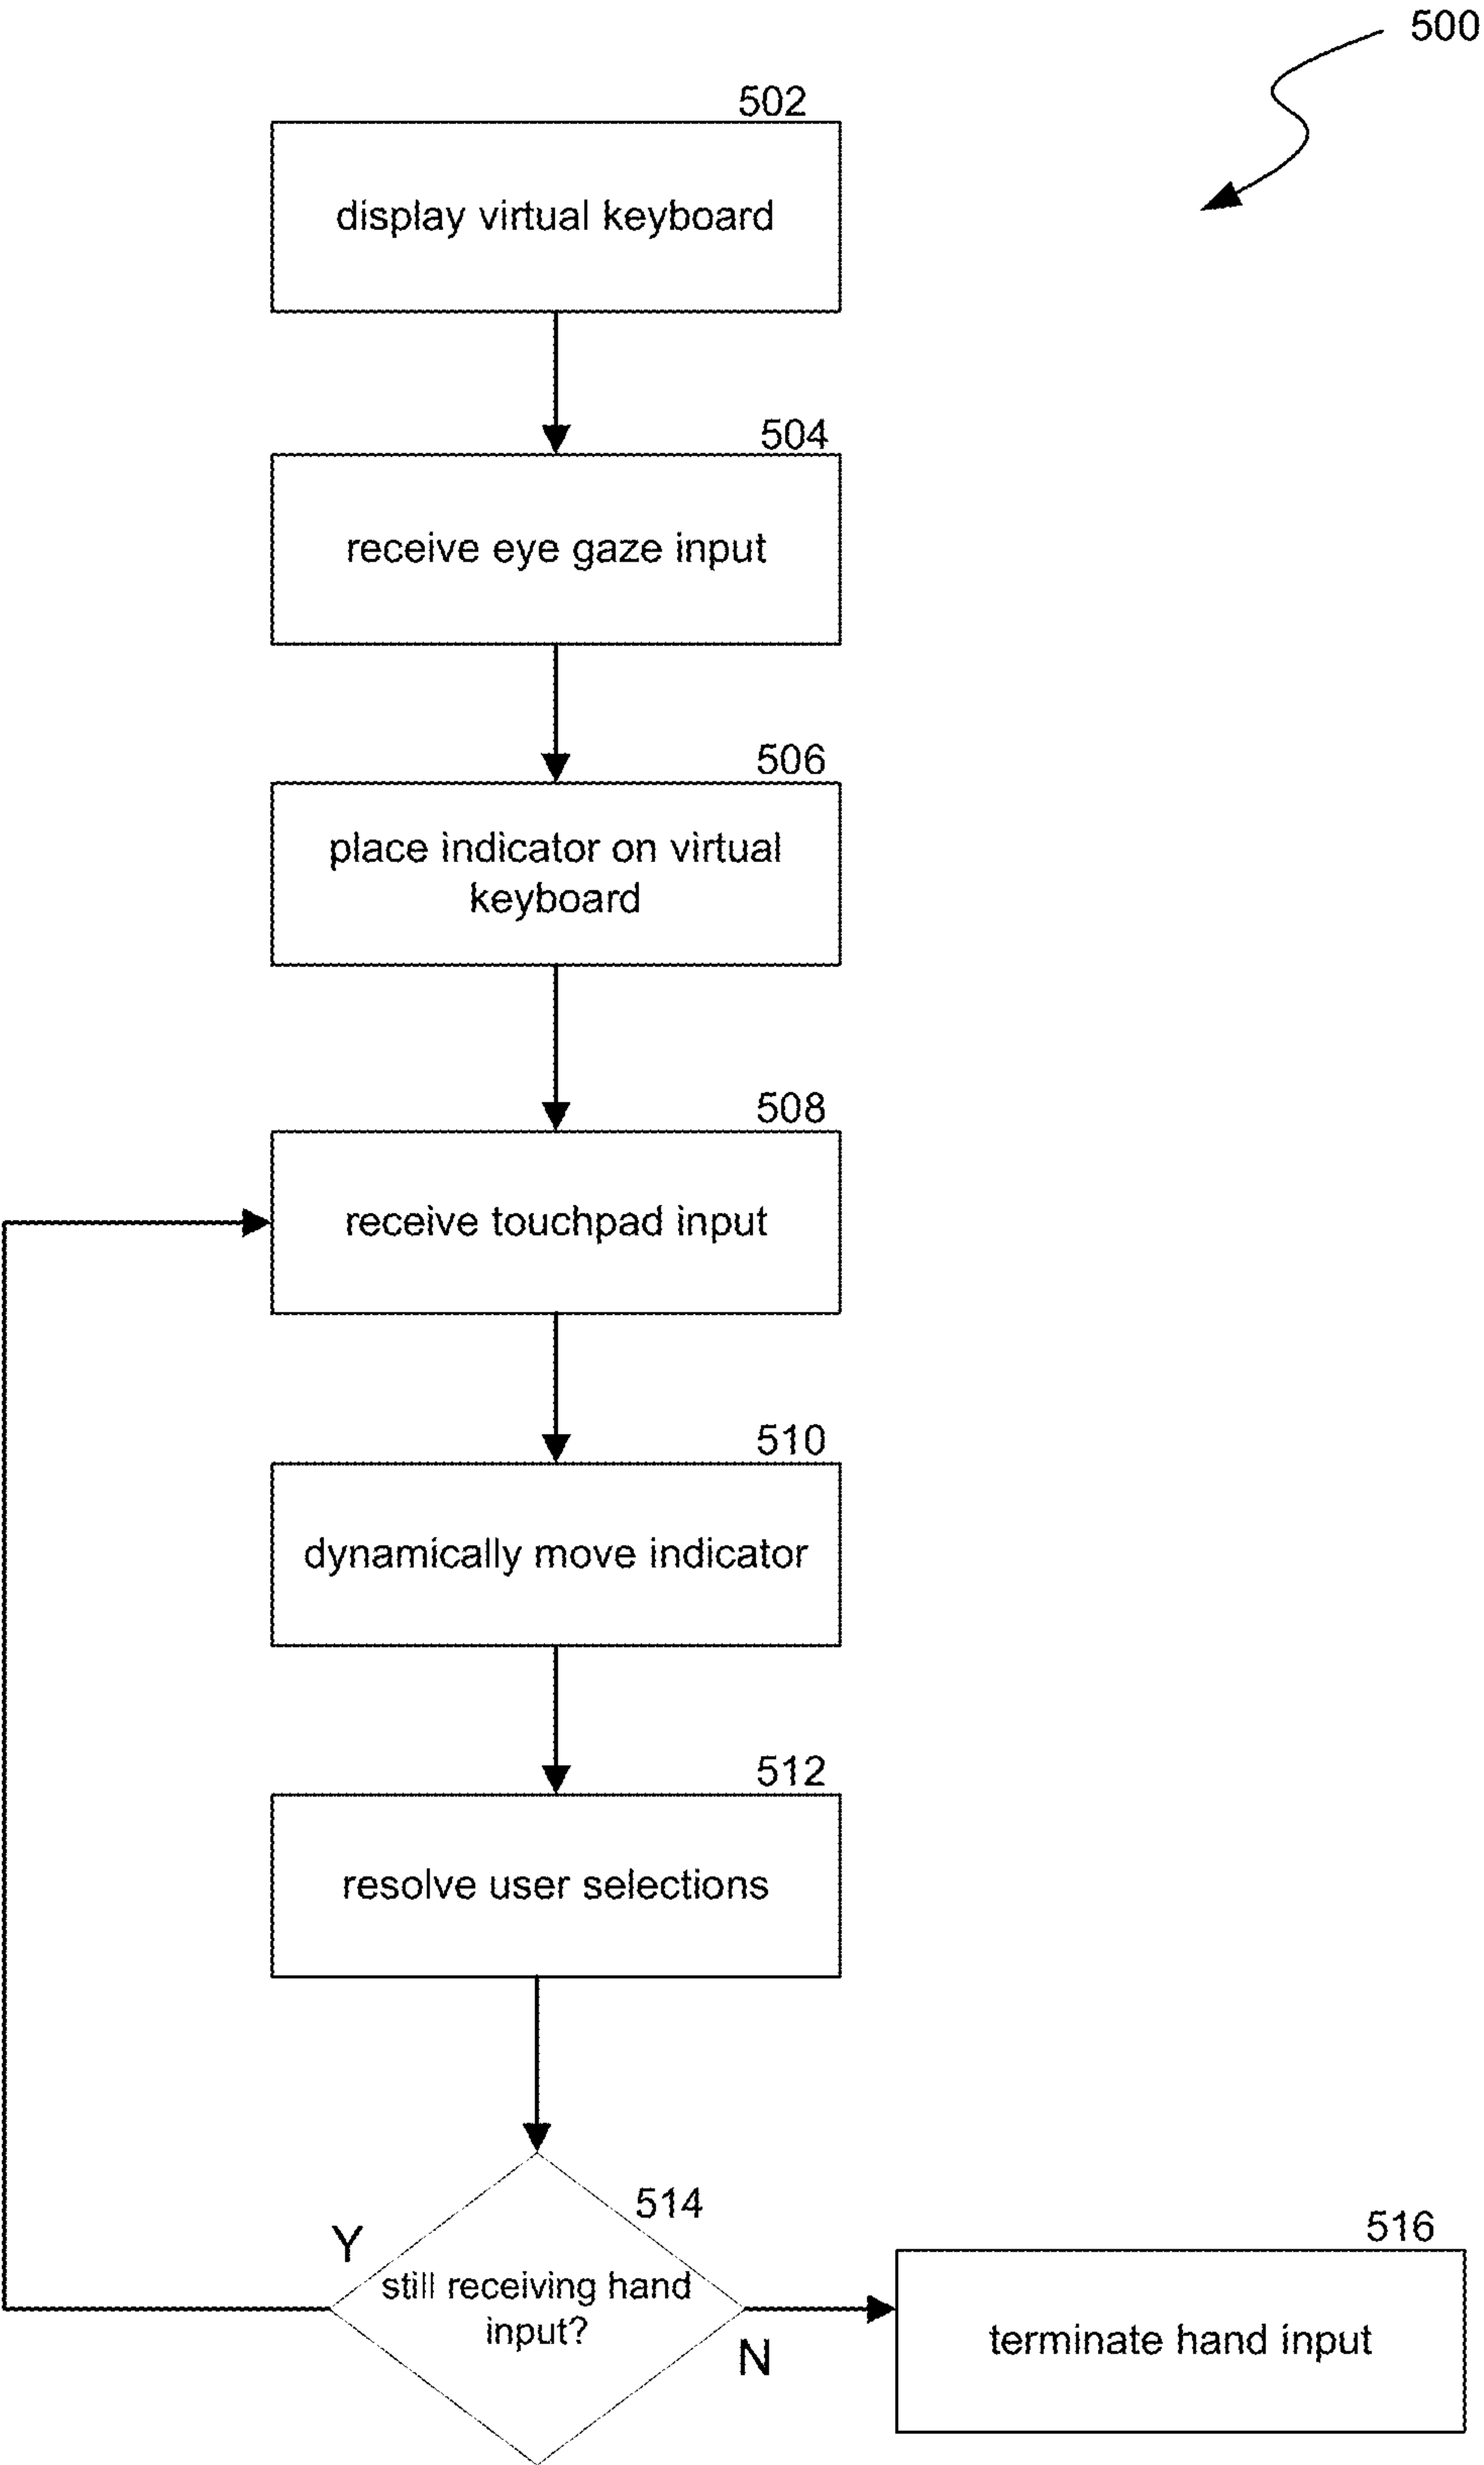 500
502
display virtual keyboard
504
receive eye gaze input
506
place indicator on virtual
keyboard
508
receive touchpad input
510
dynamically move indicator
512
resolve user selections
514
Y
still receiving hand
input?
N
516
terminate hand input